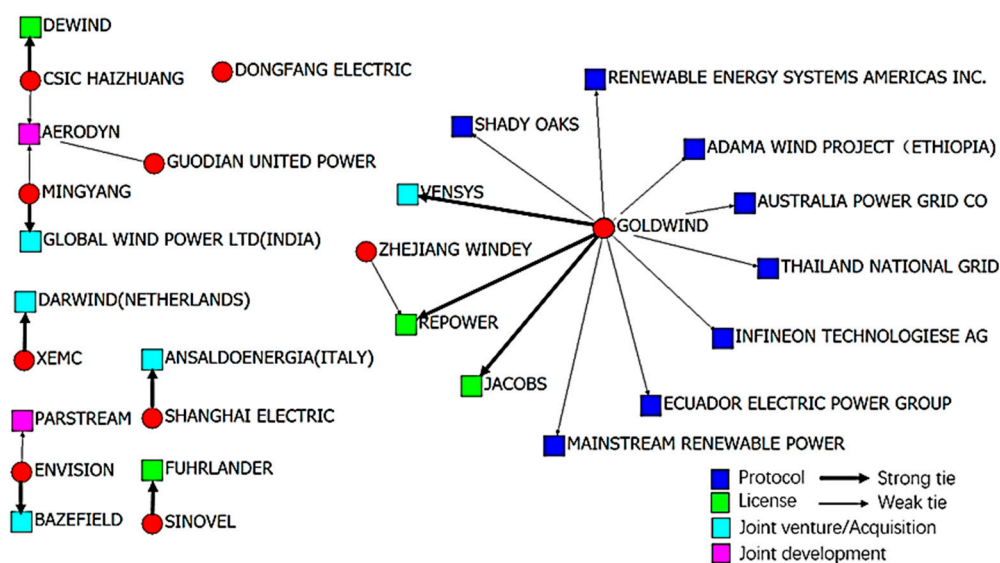 DEWIND
CSIC HAIZHUANG
DONGFANG ELECTRIC
AERODYN
GUODIAN UNITED POWER
MINGYANG
GLOBAL WIND POWER LTD(INDIA)
DARWIND(NETHERLANDS)
XEMC
ANSALDOENERGIA(ITALY)
SHANGHAI ELECTRIC
PARSTREAM
ENVISION
BAZEFIELD
FUHRLANDER
SINOVEL
RENEWABLE ENERGY SYSTEMS AMERICAS INC.
SHADY OAKS
ADAMA WIND PROJECT（ETHIOPIA）
VENSYS
AUSTRALIA POWER GRID CO
GOLDWIND
ZHEJIANG WINDEY
THAILAND NATIONAL GRID
REPOWER
INFINEON TECHNOLOGIESE AG
JACOBS
ECUADOR ELECTRIC POWER GROUP
MAINSTREAM RENEWABLE POWER
Protocol
Strong tie
License
Weak tie
Joint venture/Acquisition
Joint development